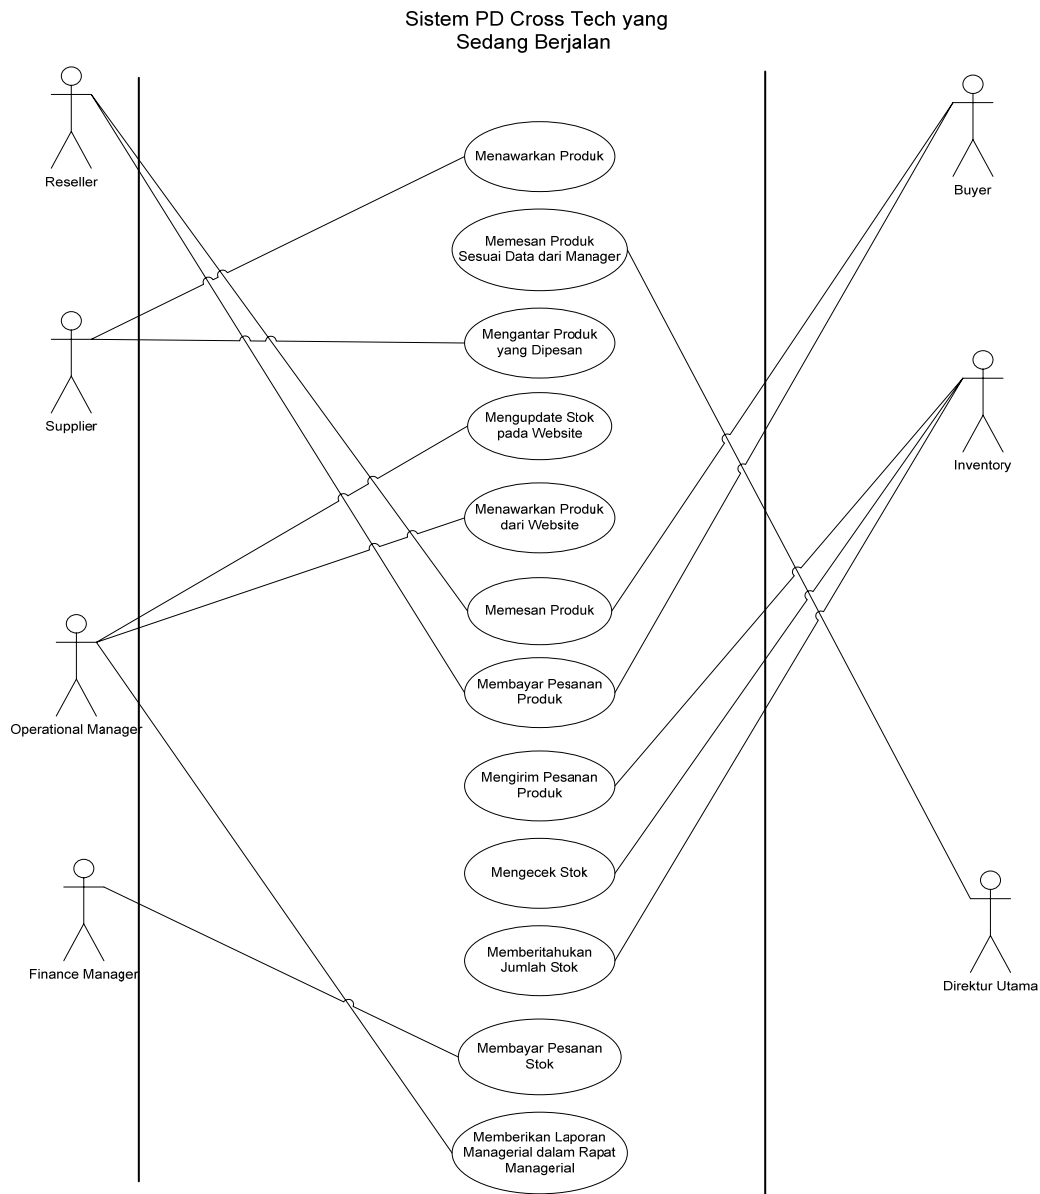 Sistem PD Cross Tech yang
Sedang Berjalan
Reseller
Buyer
Menawarkan Produk
Memesan Produk
Sesuai Data dari Manager
Supplier
Mengantar Produk
yang Dipesan
Mengupdate Stok
pada Website
Inventory
Menawarkan Produk
dari Website
Memesan Produk
Operational Manager
Membayar Pesanan
Produk
Mengirim Pesanan
Produk
Mengecek Stok
Finance Manager
Memberitahukan
Jumlah Stok
Direktur Utama
Membayar Pesanan
Stok
Memberikan Laporan
Managerial dalam Rapat
Managerial